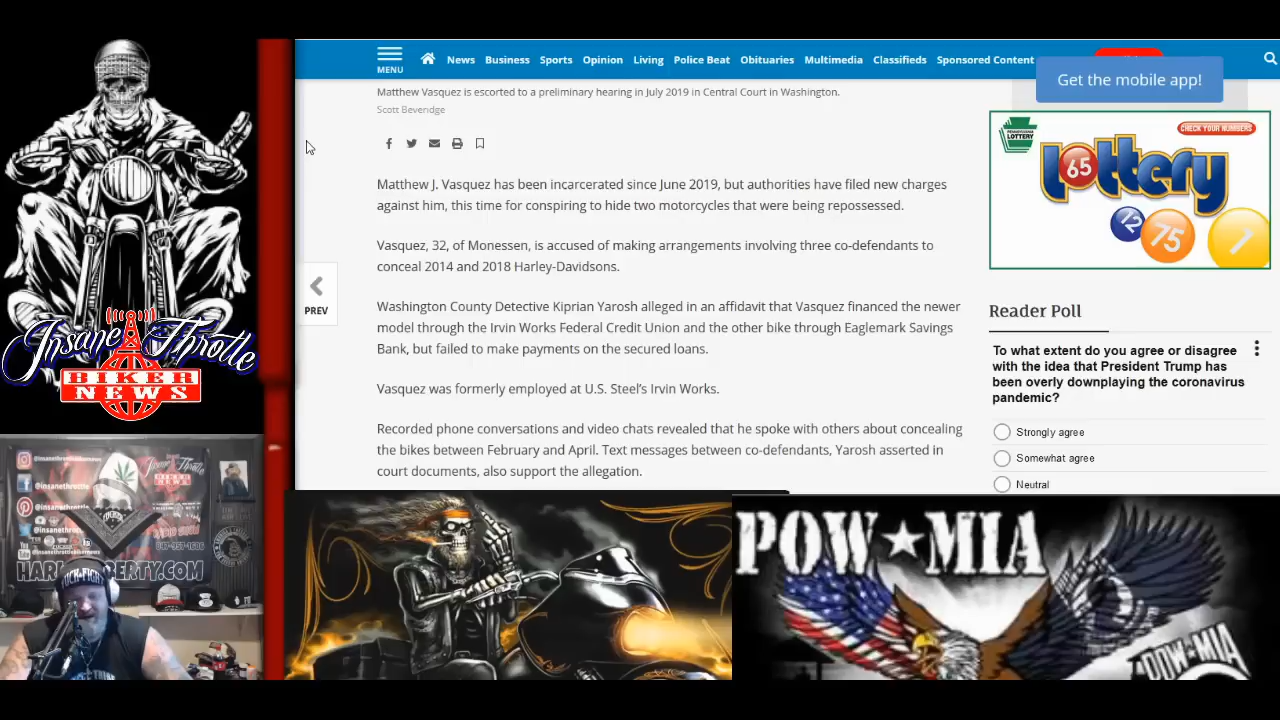 MENU
News
Business
Sports
Opinion
Living
Police Beat
Obituaries
Multimedia
Classifieds
Sponsored Content
Get the mobile app!
Matthew Vasquez is escorted to a preliminary hearing in July 2019 in Central Court in Washington.
Scott Beveridge
Matthew J. Vasquez has been incarcerated since June 2019, but authorities have filed new charges
against him, this time for conspiring to hide two motorcycles that were being repossessed.
Vasquez, 32, of Monessen, is accused of making arrangements involving three co-defendants to
conceal 2014 and 2018 Harley-Davidsons.
PREV
Washington County Detective Kiprian Yarosh alleged in an affidavit that Vasquez financed the newer
model through the Irvin Works Federal Credit Union and the other bike through Eaglemark Savings
Bank, but failed to make payments on the secured loans.
Vasquez was formerly employed at U.S. Steel's Irvin Works.
Recorded phone conversations and video chats revealed that he spoke with others about concealing
the bikes between February and April. Text messages between co-defendants, Yarosh asserted in
court documents, also support the allegation.
PENNSYLVANIA
LOTTERY
CHECK YOUR NUMBERS
lottery
65
12
75
1
Reader Poll
To what extent do you agree or disagree
with the idea that President Trump has
been overly downplaying the coronavirus
pandemic?
Strongly agree
Somewhat agree
Neutral
Insane Throttle
BIKER
NEWS
@insanethrottle
POW★MIA
POW-MIA